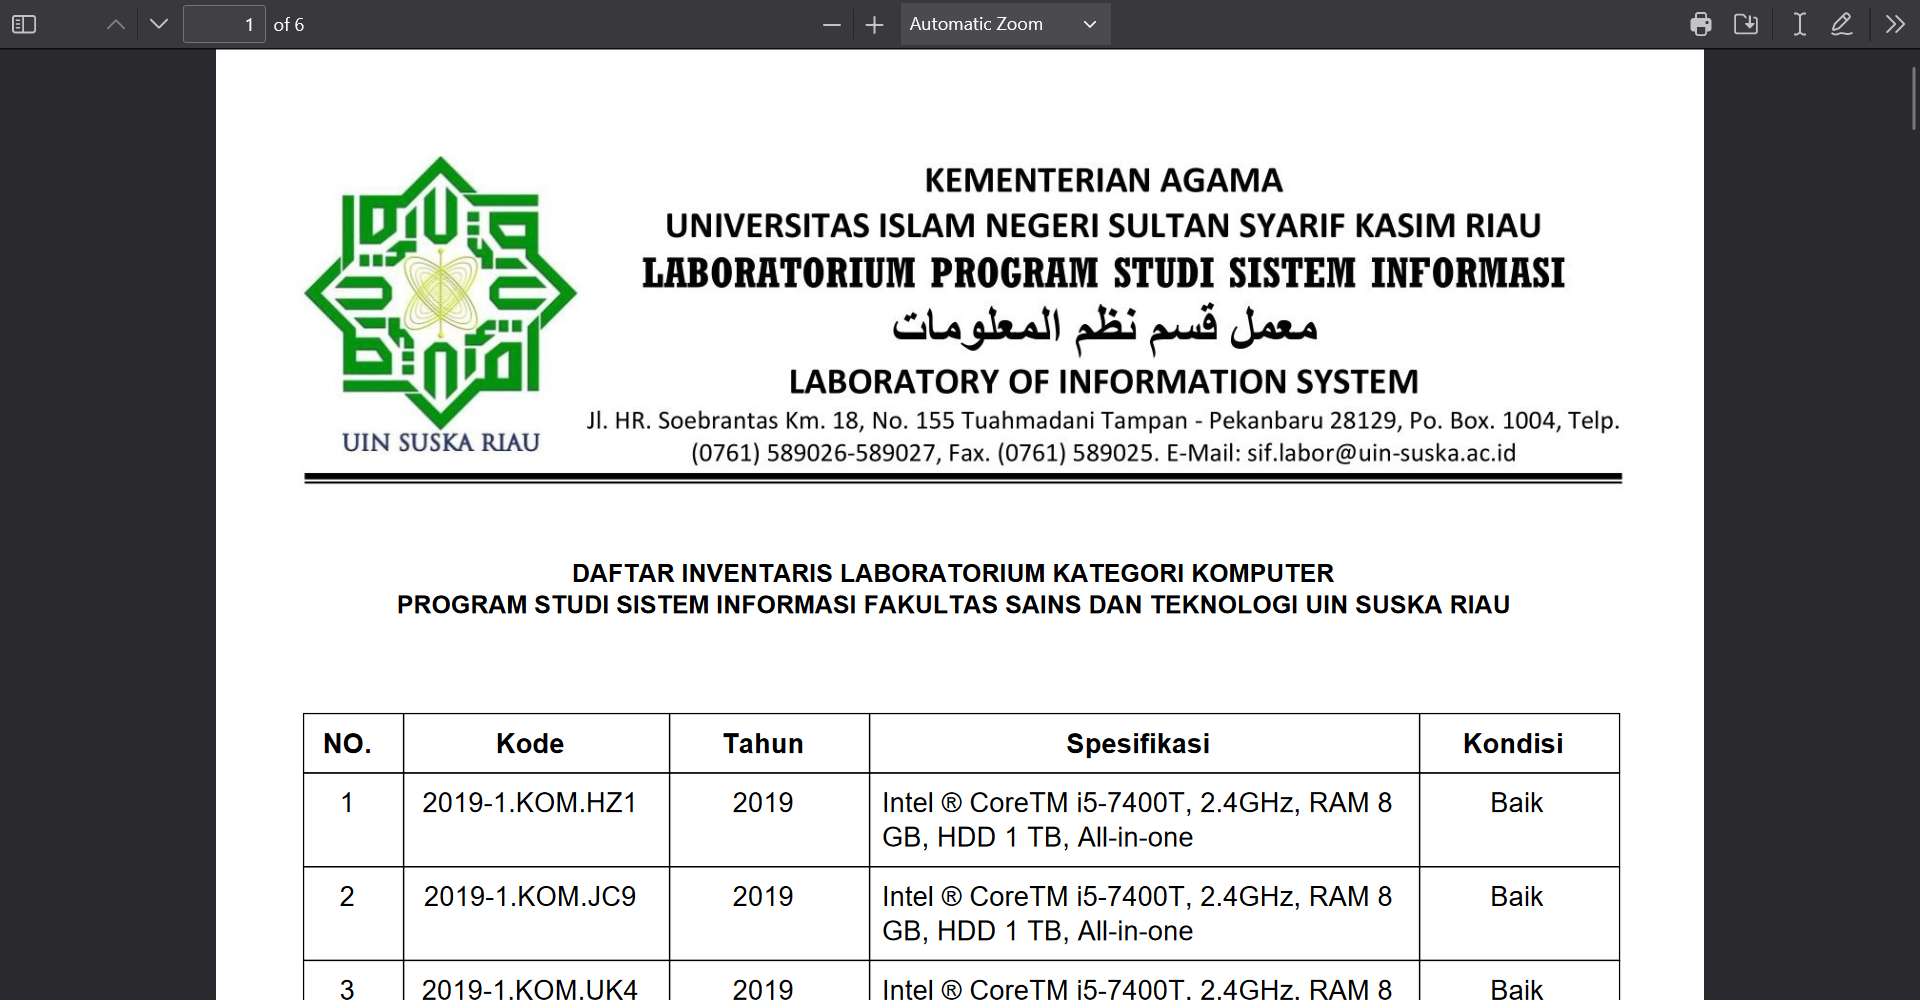 1 of 6 Automatic Zoom
KEMENTERIAN AGAMA
UNIVERSITAS ISLAM NEGERI SULTAN SYARIF KASIM RIAU
LABORATORIUM PROGRAM STUDI SISTEM INFORMASI
معمل قسم نظم المعلومات
LABORATORY OF INFORMATION SYSTEM
Jl. HR. Soebrantas Km. 18, No. 155 Tuahmadani Tampan - Pekanbaru 28129, Po. Box. 1004, Telp.
(0761) 589026-589027, Fax. (0761) 589025. E-Mail: sif.labor@uin-suska.ac.id
UIN SUSKA RIAU
DAFTAR INVENTARIS LABORATORIUM KATEGORI KOMPUTER
PROGRAM STUDI SISTEM INFORMASI FAKULTAS SAINS DAN TEKNOLOGI UIN SUSKA RIAU
NO. Kode Tahun Spesifikasi Kondisi
1 2019-1.KOM.HZ1 2019 Intel ® CoreTM i5-7400T, 2.4GHz, RAM 8 Baik
GB, HDD 1 TB, All-in-one
2 2019-1.KOM.JC9 2019 Intel ® CoreTM i5-7400T, 2.4GHz, RAM 8 Baik
GB, HDD 1 TB, All-in-one
3 2019-1.KOM.UK4 2019 Intel ® CoreTM i5-7400T, 2.4GHz, RAM 8 Baik